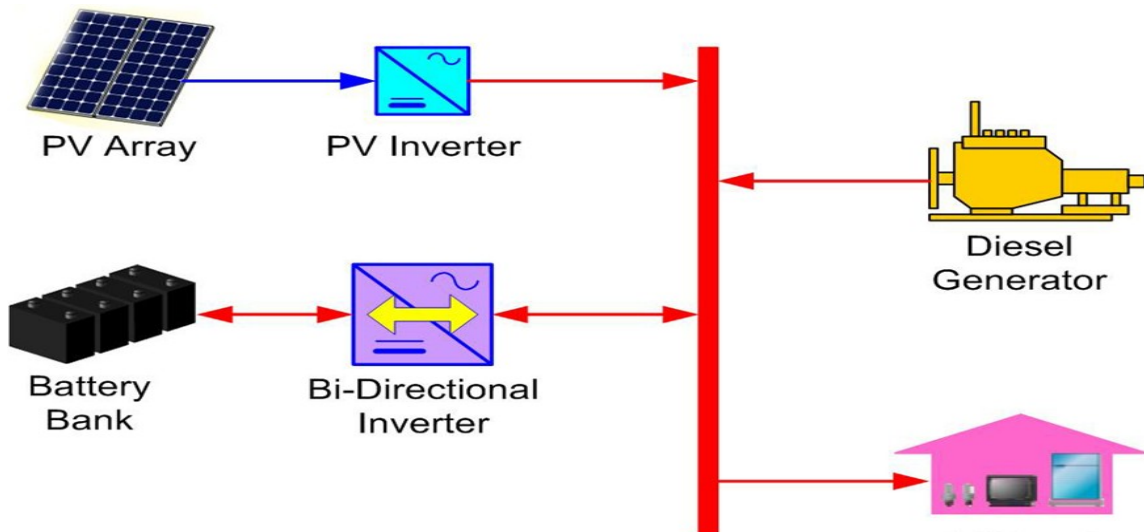 PV Array
PV Inverter
Diesel
Generator
Battery
Bank
Bi-Directional
Inverter